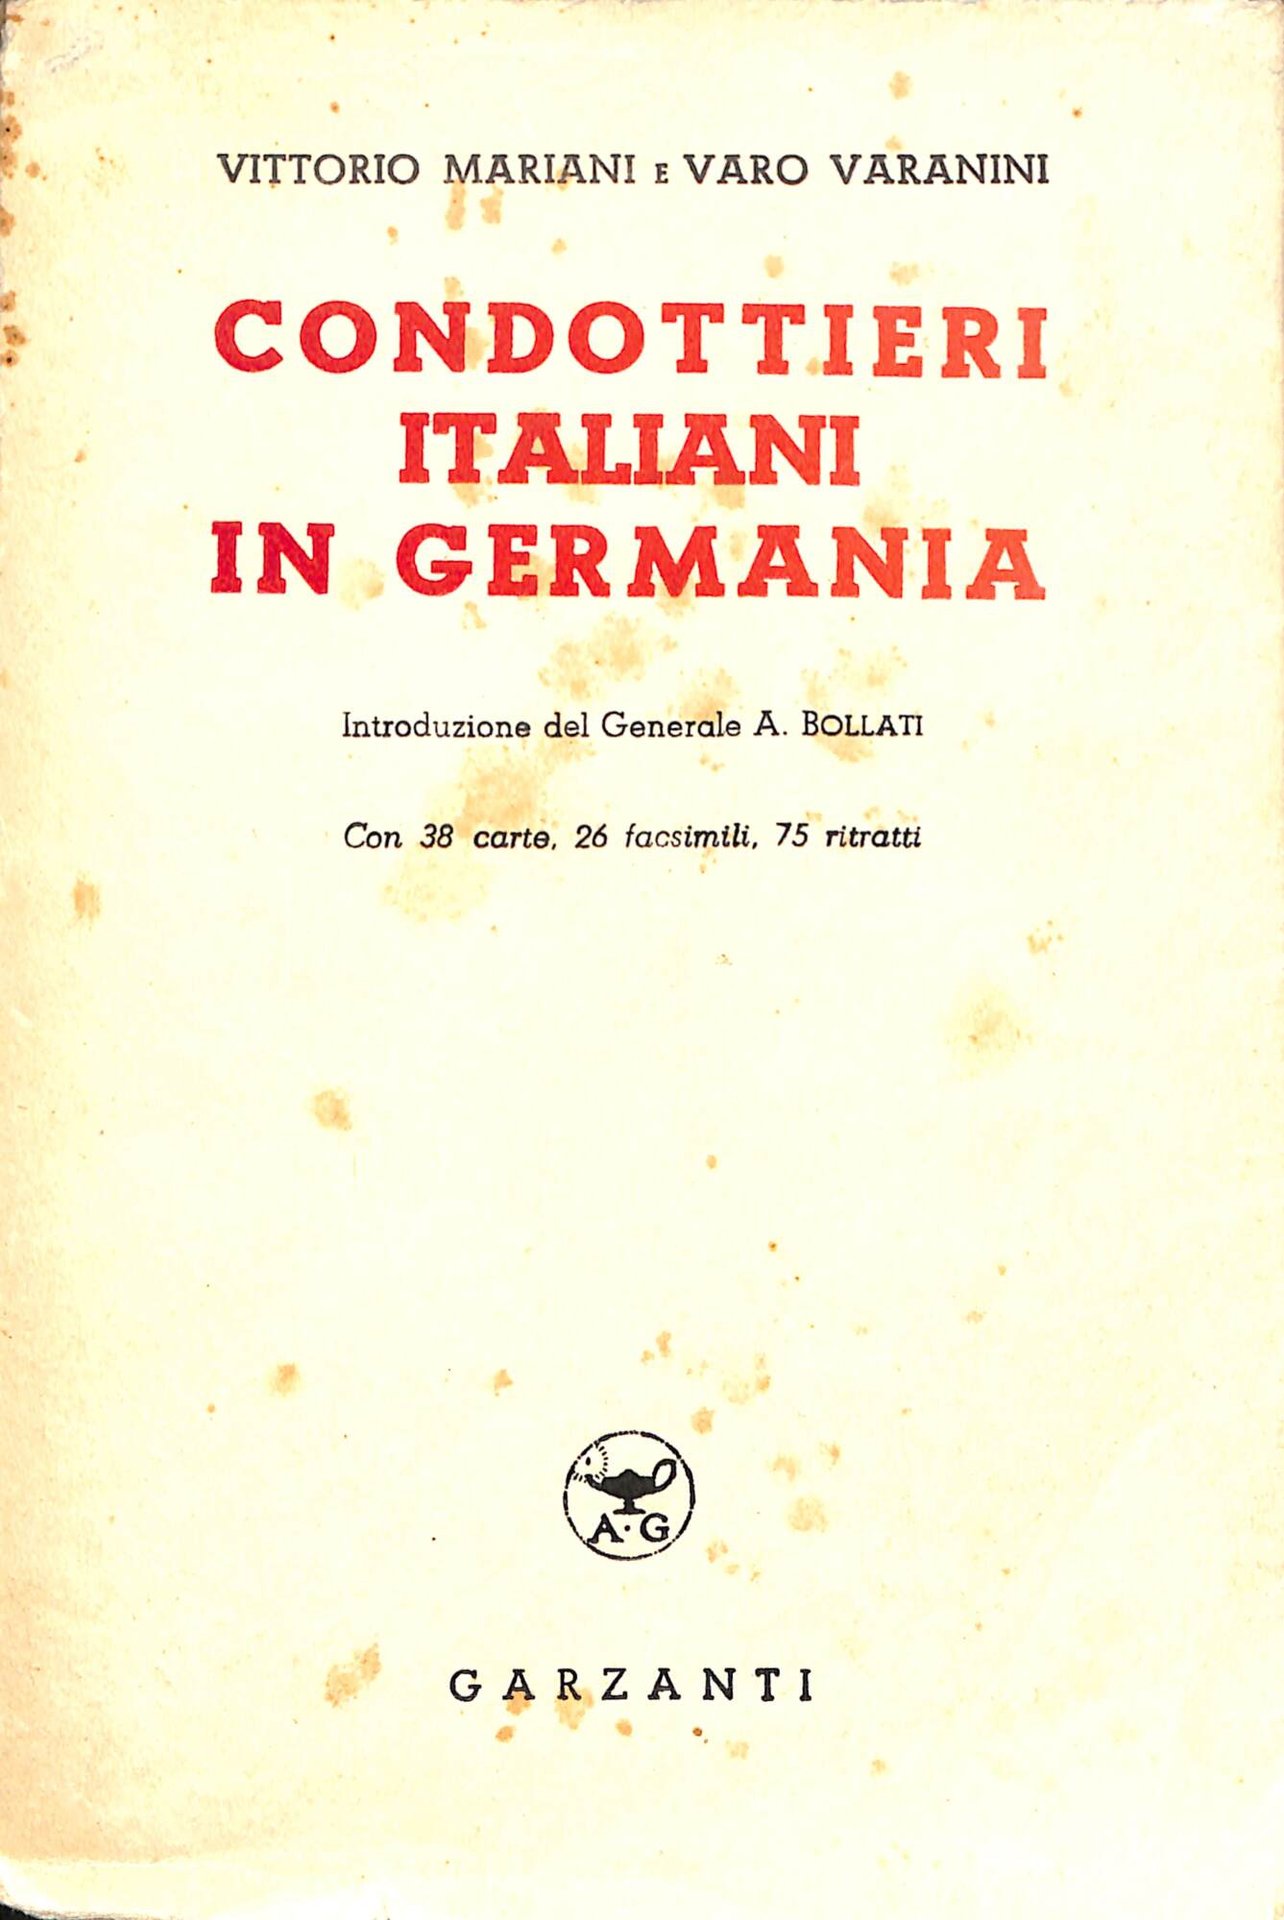 VITTORIO MARIANI E VARO VARANINI
CONDOTTIERI
ITALIANI
IN GERMANIA
Introduzione del Generale A. BOLLATI
Con 38 carte, 26 facsimili, 75 ritratti
A·G
GARZANTI